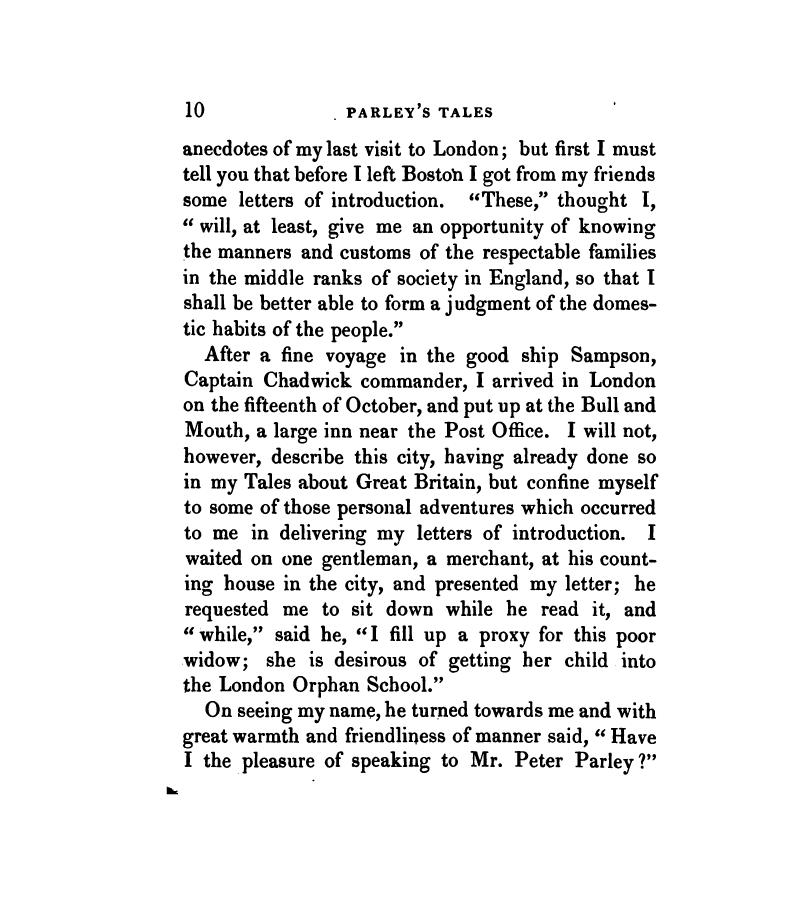 10 PARLEY'S TALES
anecdotes of my last visit to London; but first I must
tell you that before I left Boston I got from my friends
some letters of introduction. "These," thought I,
"will, at least, give me an opportunity of knowing
the manners and customs of the respectable families
in the middle ranks of society in England, so that I
shall be better able to form a judgment of the domes-
tic habits of the people."
After a fine voyage in the good ship Sampson,
Captain Chadwick commander, I arrived in London
on the fifteenth of October, and put up at the Bull and
Mouth, a large inn near the Post Office. I will not,
however, describe this city, having already done so
in my Tales about Great Britain, but confine myself
to some of those personal adventures which occurred
to me in delivering my letters of introduction. I
waited on one gentleman, a merchant, at his count-
ing house in the city, and presented my letter; he
requested me to sit down while he read it, and
"while," said he, "I fill up a proxy for this poor
widow; she is desirous of getting her child into
the London Orphan School."
On seeing my name, he turned towards me and with
great warmth and friendliness of manner said, "Have
I the pleasure of speaking to Mr. Peter Parley?"